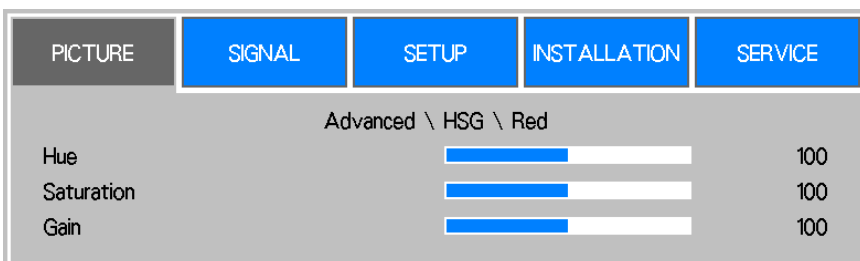 PICTURE SIGNAL SETUP INSTALLATION SERVICE
Advanced \ HSG \ Red
Hue 100
Saturation 100
Gain 100